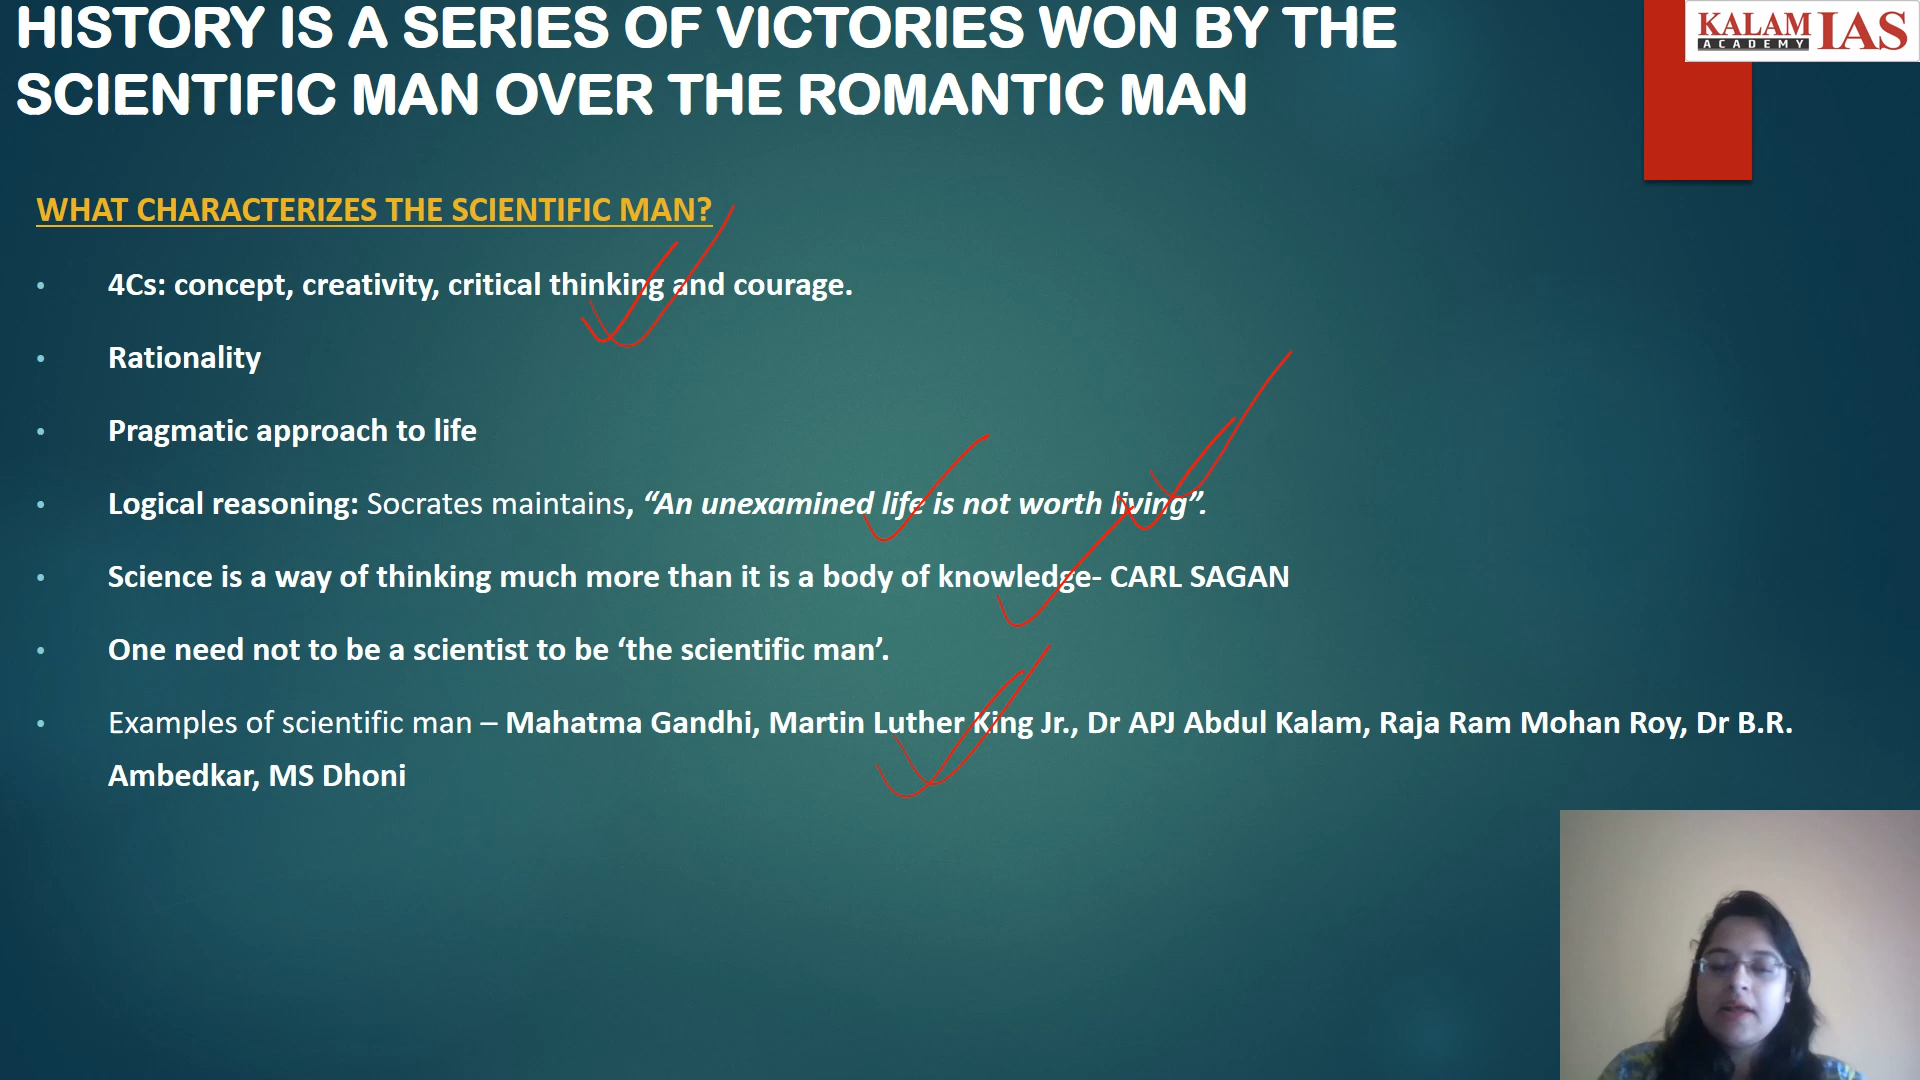 HISTORY IS A SERIES OF VICTORIES WON BY THE
SCIENTIFIC MAN OVER THE ROMANTIC MAN
KALAM IAS
ACADEMY
WHAT CHARACTERIZES THE SCIENTIFIC MAN?
• 4Cs: concept, creativity, critical thinking and courage.
• Rationality
• Pragmatic approach to life
• Logical reasoning: Socrates maintains, “An unexamined life is not worth living”.
• Science is a way of thinking much more than it is a body of knowledge- CARL SAGAN
• One need not to be a scientist to be ‘the scientific man’.
• Examples of scientific man – Mahatma Gandhi, Martin Luther King Jr., Dr APJ Abdul Kalam, Raja Ram Mohan Roy, Dr B.R.
Ambedkar, MS Dhoni